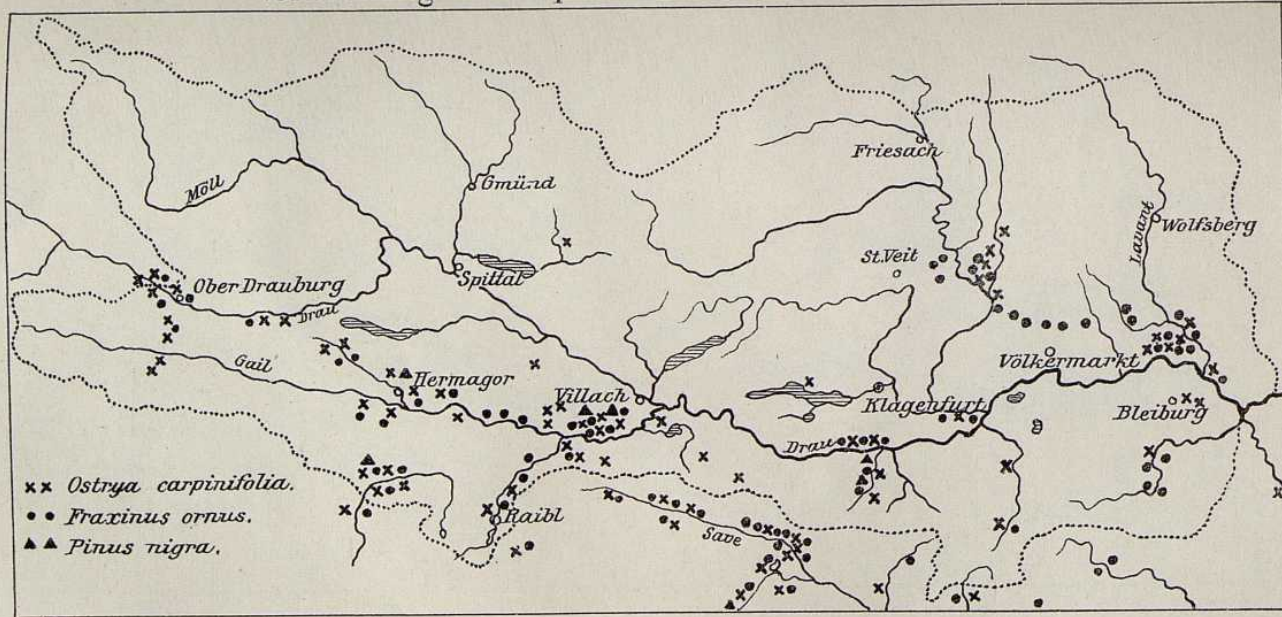 Friesach
Möll
Gmünd
Wolfsberg
Lavant
St. Veit
Spittal
Ober Drauburg
Drau
Gail
Völkermarkt
Hermagor
Villach
Klagenfurt
Bleiburg
Drau
×× Ostrya carpinifolia.
•• Fraxinus ornus.
▲▲ Pinus nigra.
Raibl
Save